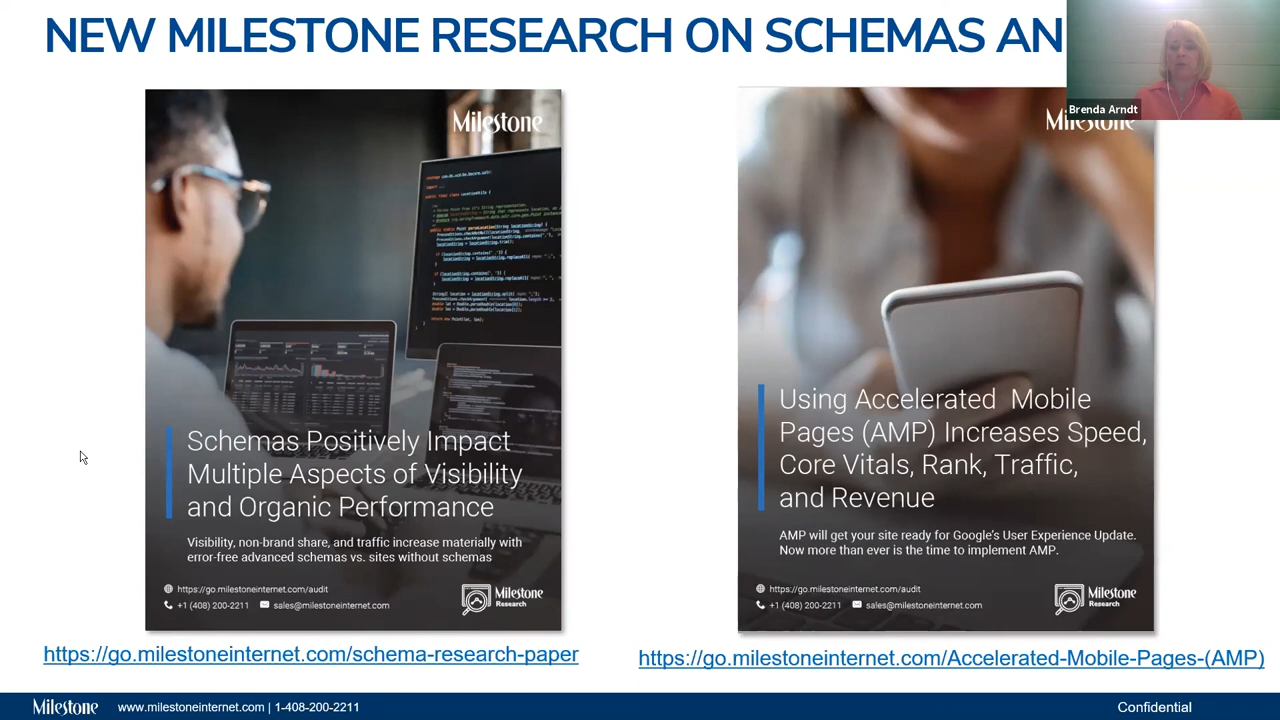 NEW MILESTONE RESEARCH ON SCHEMAS AN
Brenda Arndt
Milestone
Schemas Positively Impact
Multiple Aspects of Visibility
and Organic Performance
Visibility, non-brand share, and traffic increase materially with
error-free advanced schemas vs. sites without schemas
https://go.milestoneinternet.com/audit
+1 (408) 200-2211 sales@milestoneinternet.com
Milestone
Research
https://go.milestoneinternet.com/schema-research-paper
Milestone
Using Accelerated Mobile
Pages (AMP) Increases Speed,
Core Vitals, Rank, Traffic,
and Revenue
AMP will get your site ready for Google's User Experience Update.
Now more than ever is the time to implement AMP.
https://go.milestoneinternet.com/audit
+1 (408) 200-2211 sales@milestoneinternet.com
Milestone
Research
https://go.milestoneinternet.com/Accelerated-Mobile-Pages-(AMP)
Milestone www.milestoneinternet.com | 1-408-200-2211 Confidential